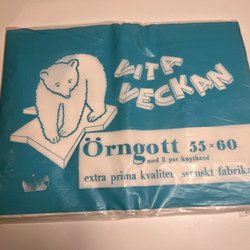 VITA
VECKAN
Örngott 55×60
med 2 par knytband
extra prima kvalitet svenskt fabrikat